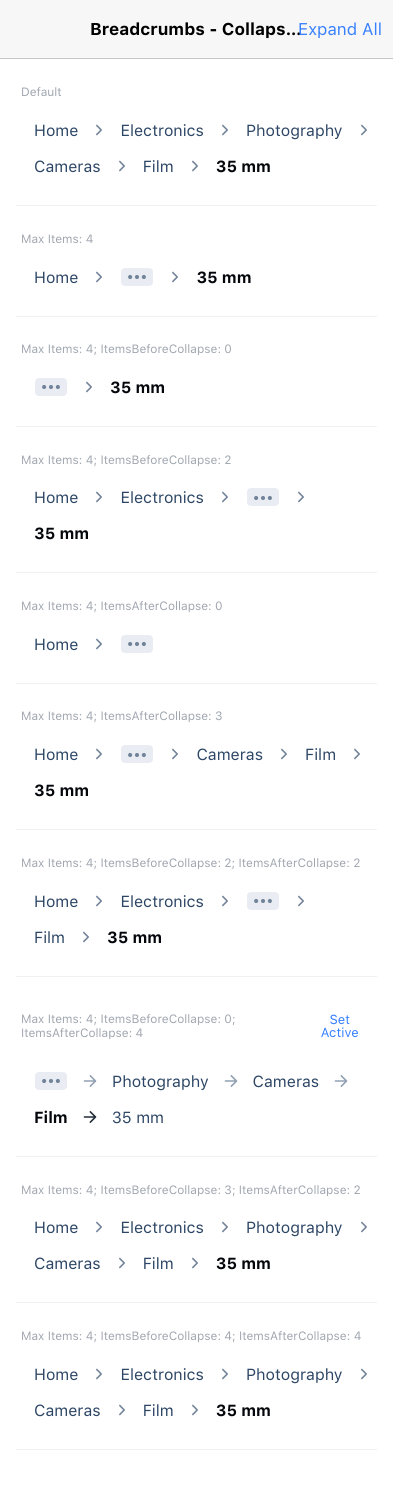 Breadcrumbs - Collaps... Expand All
Default
Home > Electronics > Photography >
Cameras > Film > 35 mm
Max Items: 4
Home > ••• > 35 mm
Max Items: 4; ItemsBeforeCollapse: 0
••• > 35 mm
Max Items: 4; ItemsBeforeCollapse: 2
Home > Electronics > ••• >
35 mm
Max Items: 4; ItemsAfterCollapse: 0
Home > •••
Max Items: 4; ItemsAfterCollapse: 3
Home > ••• > Cameras > Film >
35 mm
Max Items: 4; ItemsBeforeCollapse: 2; ItemsAfterCollapse: 2
Home > Electronics > ••• >
Film > 35 mm
Max Items: 4; ItemsBeforeCollapse: 0;
ItemsAfterCollapse: 4
Set
Active
••• → Photography → Cameras →
Film → 35 mm
Max Items: 4; ItemsBeforeCollapse: 3; ItemsAfterCollapse: 2
Home > Electronics > Photography >
Cameras > Film > 35 mm
Max Items: 4; ItemsBeforeCollapse: 4; ItemsAfterCollapse: 4
Home > Electronics > Photography >
Cameras > Film > 35 mm